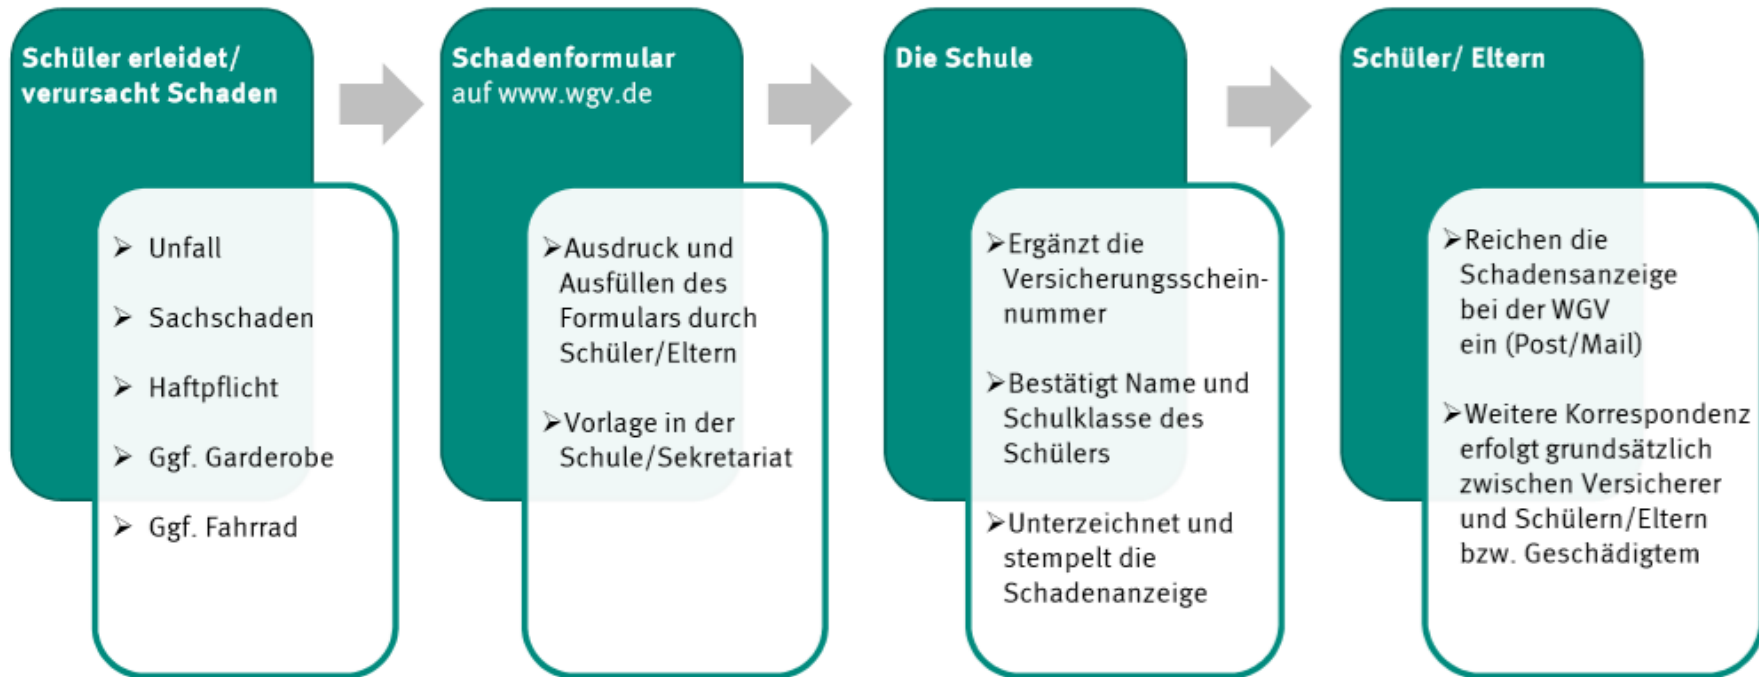 Schüler erleidet/
verursacht Schaden
➢ Unfall
➢ Sachschaden
➢ Haftpflicht
➢ Ggf. Garderobe
➢ Ggf. Fahrrad
Schadenformular
auf www.wgv.de
➢Ausdruck und
Ausfüllen des
Formulars durch
Schüler/Eltern
➢Vorlage in der
Schule/Sekretariat
Die Schule
➢Ergänzt die
Versicherungsschein-
nummer
➢Bestätigt Name und
Schulklasse des
Schülers
➢Unterzeichnet und
stempelt die
Schadenanzeige
Schüler/ Eltern
➢Reichen die
Schadensanzeige
bei der WGV
ein (Post/Mail)
➢Weitere Korrespondenz
erfolgt grundsätzlich
zwischen Versicherer
und Schülern/Eltern
bzw. Geschädigtem